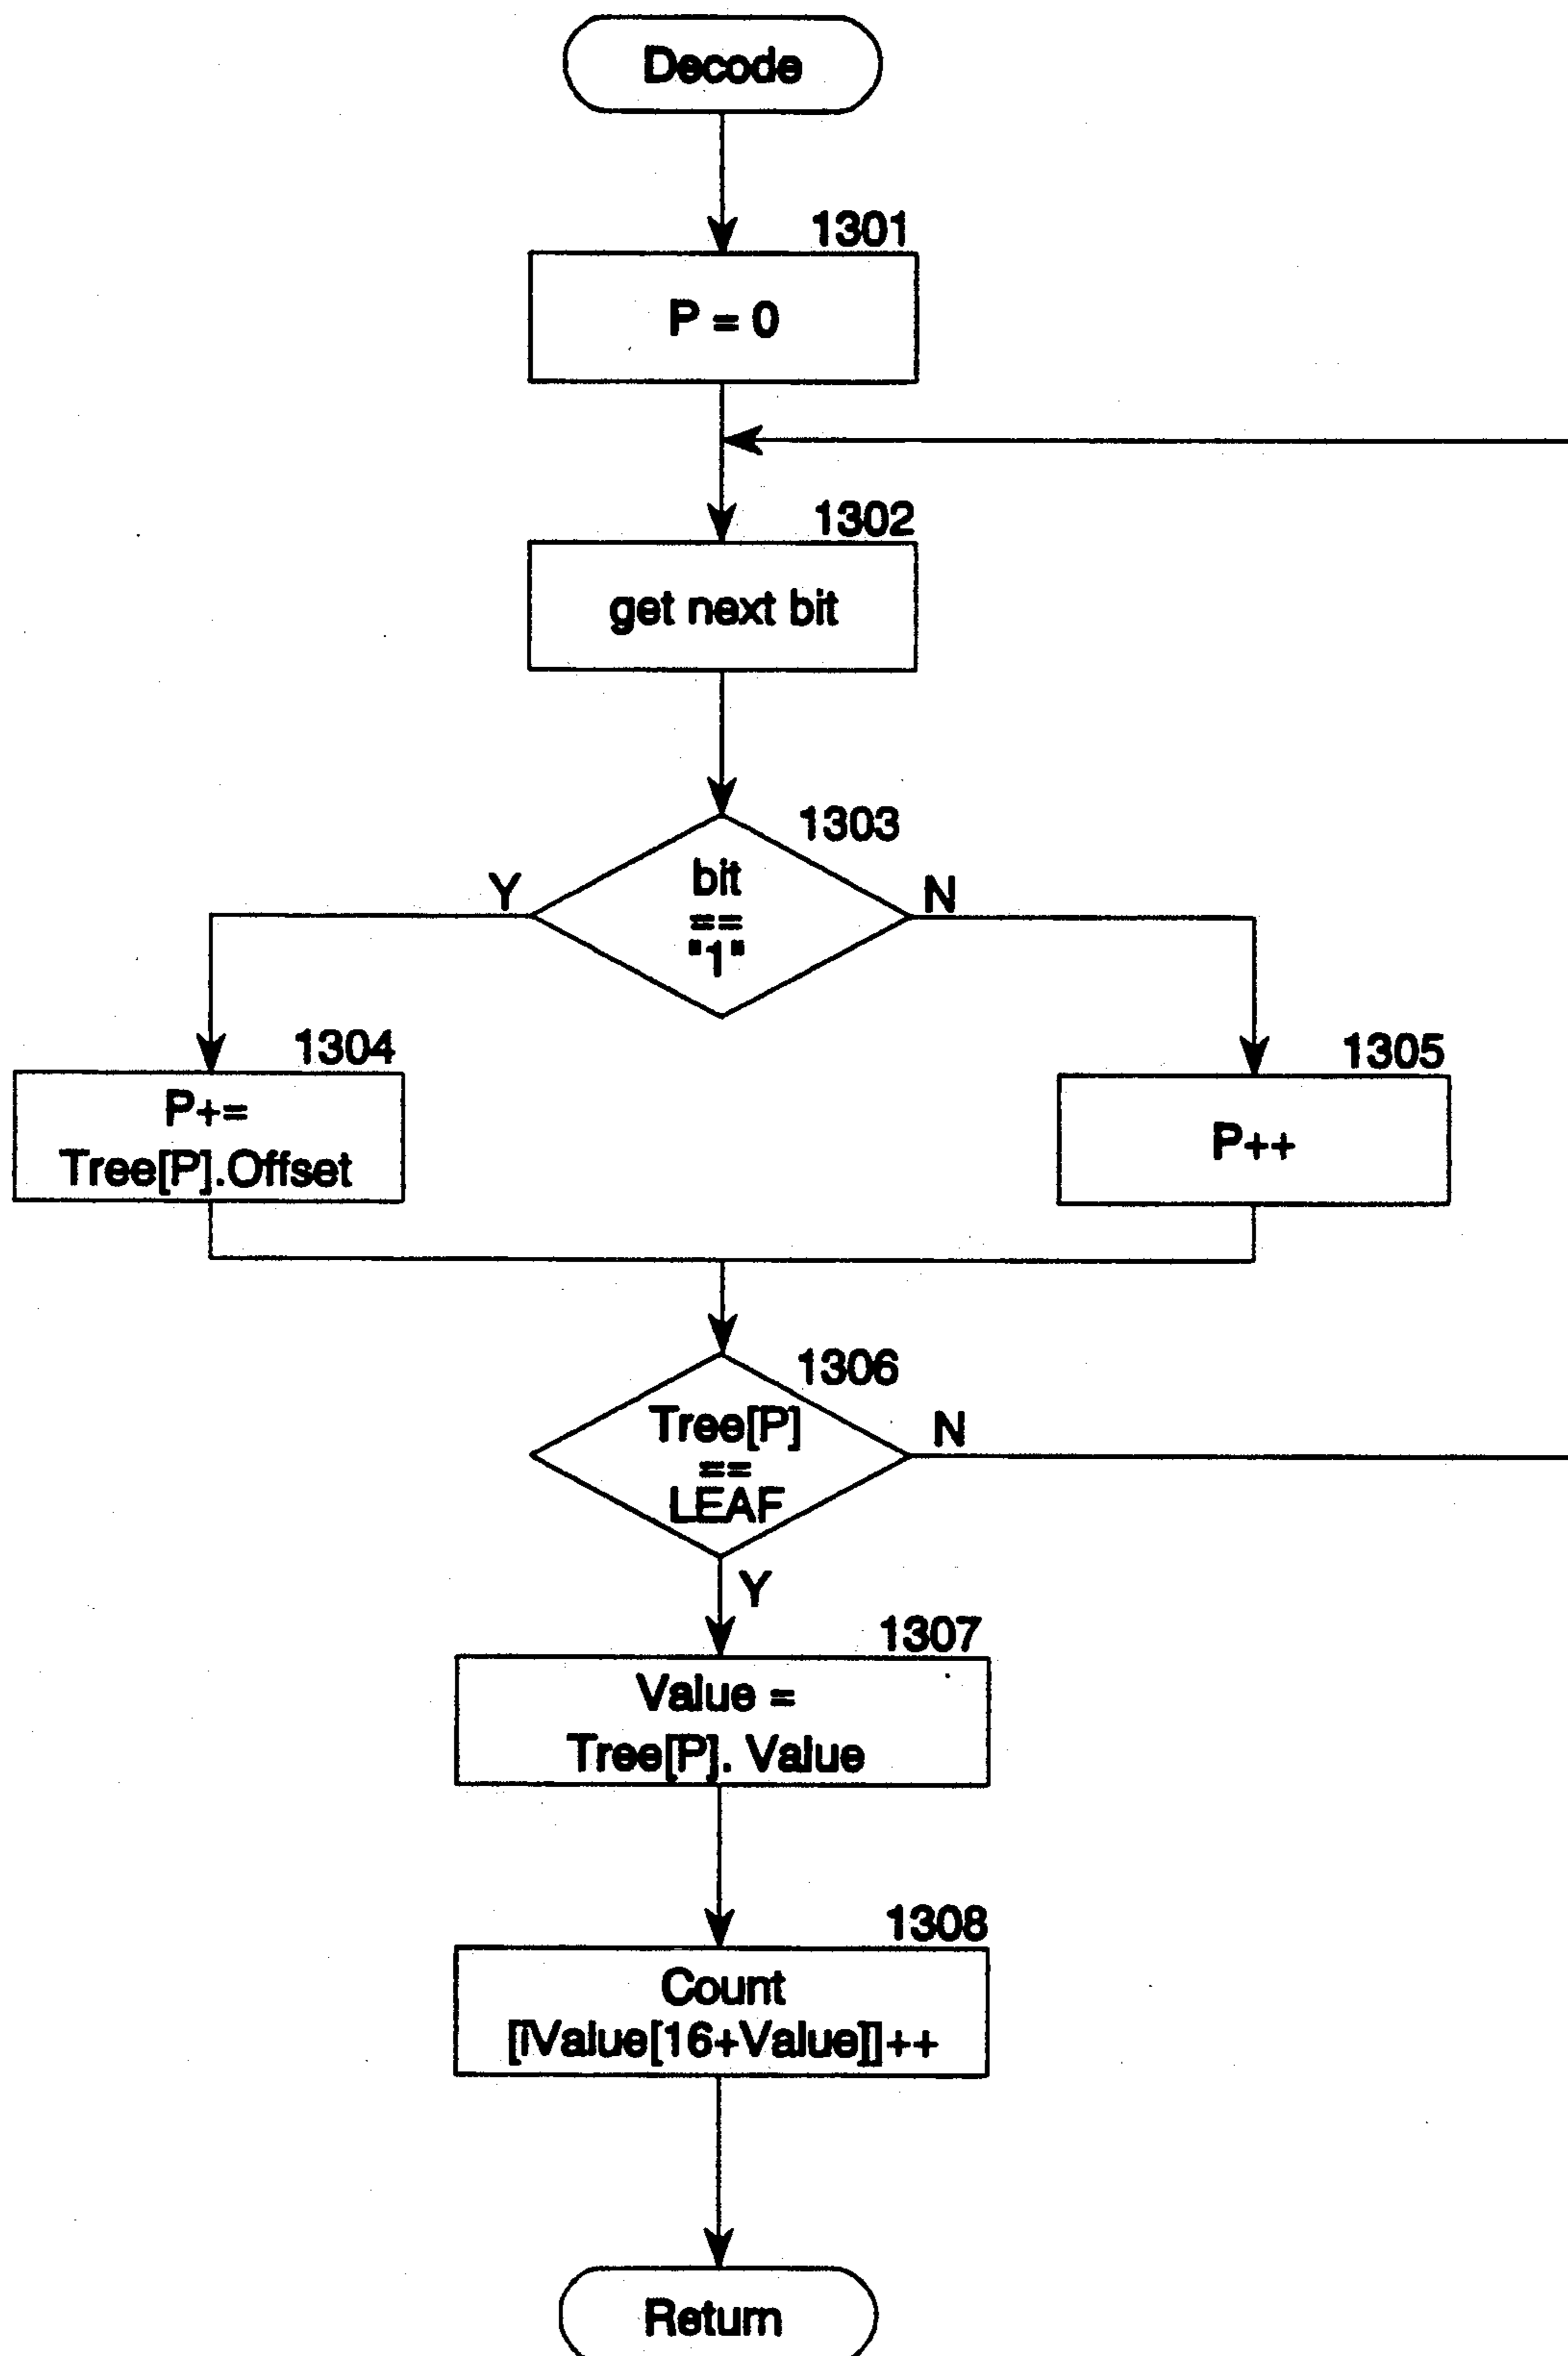 Decode
1301
P = 0
1302
get next bit
1303
bit
==
"1"
Y
N
1304
P+=
Tree[P].Offset
1305
P++
1306
Tree[P]
==
LEAF
N
Y
1307
Value =
Tree[P]. Value
1308
Count
[IValue[16+Value]]++
Return